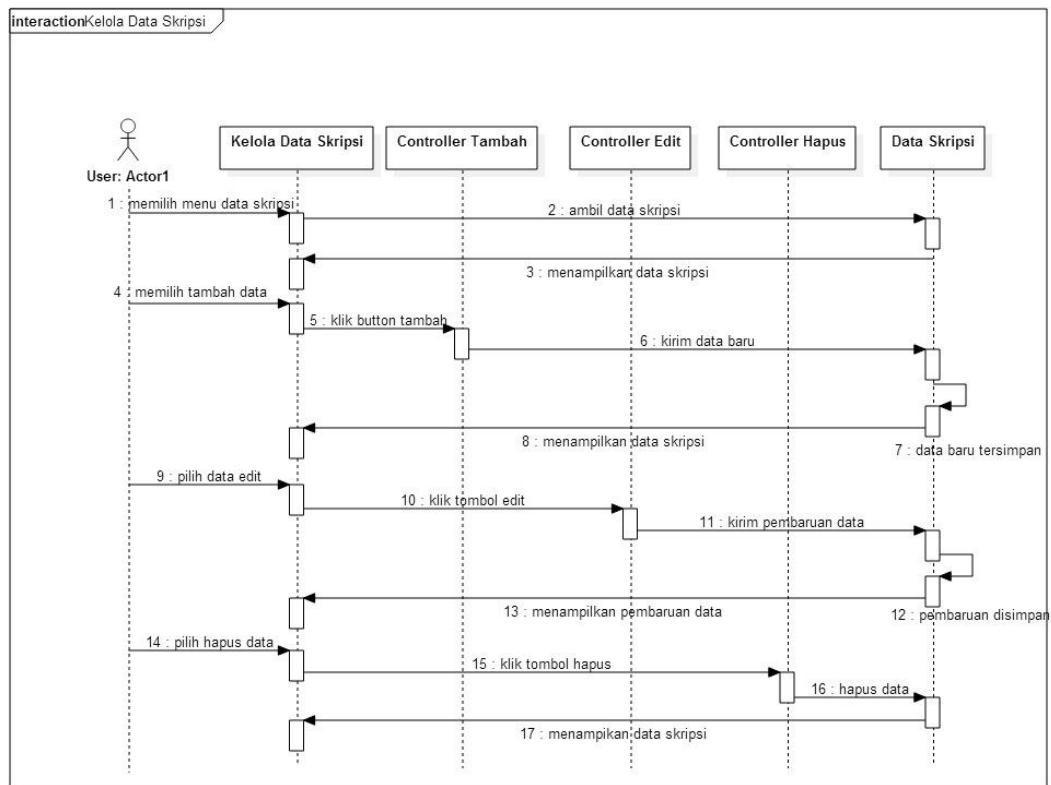 interactionKelola Data Skripsi
Kelola Data Skripsi
Controller Tambah
Controller Edit
Controller Hapus
Data Skripsi
User: Actor1
1 : memilih menu data skripsi
2 : ambil data skripsi
3 : menampilkan data skripsi
4 : memilih tambah data
5 : klik button tambah
6 : kirim data baru
7 : data baru tersimpan
8 : menampilkan data skripsi
9 : pilih data edit
10 : klik tombol edit
11 : kirim pembaruan data
12 : pembaruan disimpan
13 : menampilkan pembaruan data
14 : pilih hapus data
15 : klik tombol hapus
16 : hapus data
17 : menampikan data skripsi